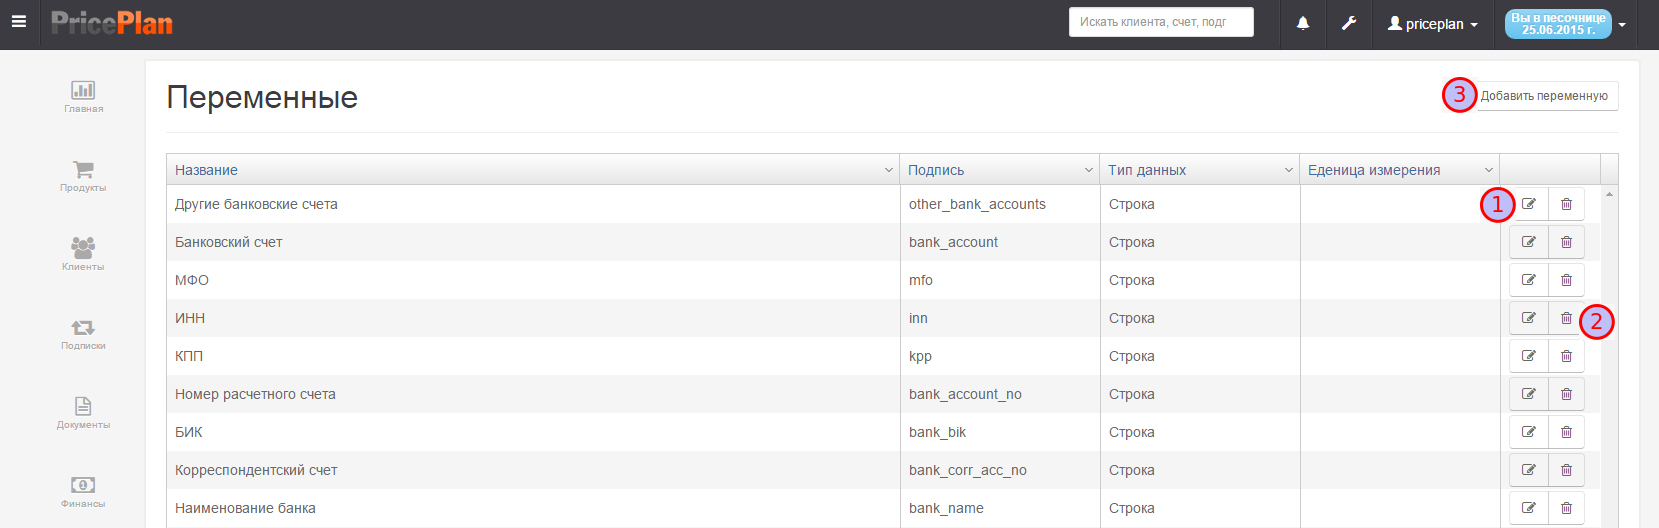 PricePlan
Искать клиента, счет, подг
priceplan
Вы в песочнице
25.06.2015 г.
Главная
Продукты
Клиенты
Подписки
Документы
Финансы
Переменные
3 Добавить переменную
Название Подпись Тип данных Еденица измерения
Другие банковские счета other_bank_accounts Строка 1
Банковский счет bank_account Строка
МФО mfo Строка
ИНН inn Строка 2
КПП kpp Строка
Номер расчетного счета bank_account_no Строка
БИК bank_bik Строка
Корреспондентский счет bank_corr_acc_no Строка
Наименование банка bank_name Строка